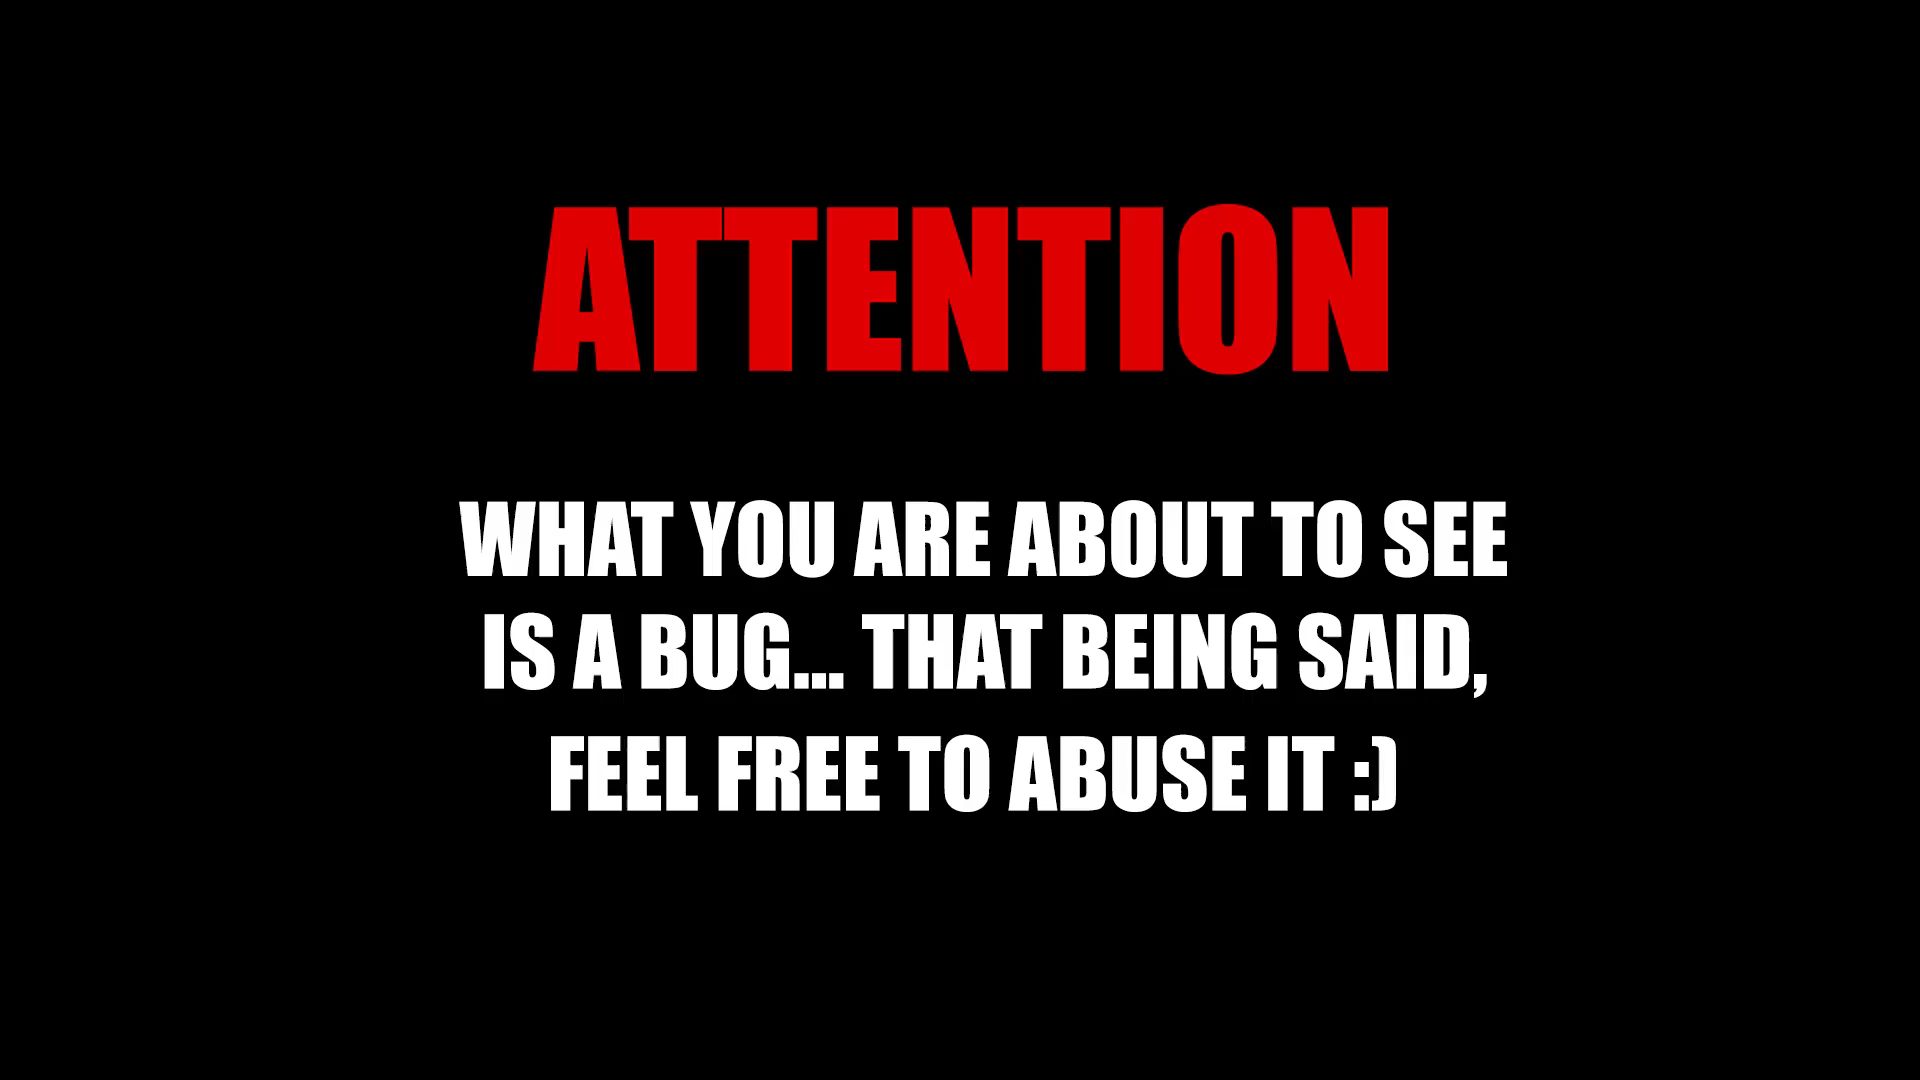 ATTENTION
WHAT YOU ARE ABOUT TO SEE
IS A BUG... THAT BEING SAID,
FEEL FREE TO ABUSE IT :)